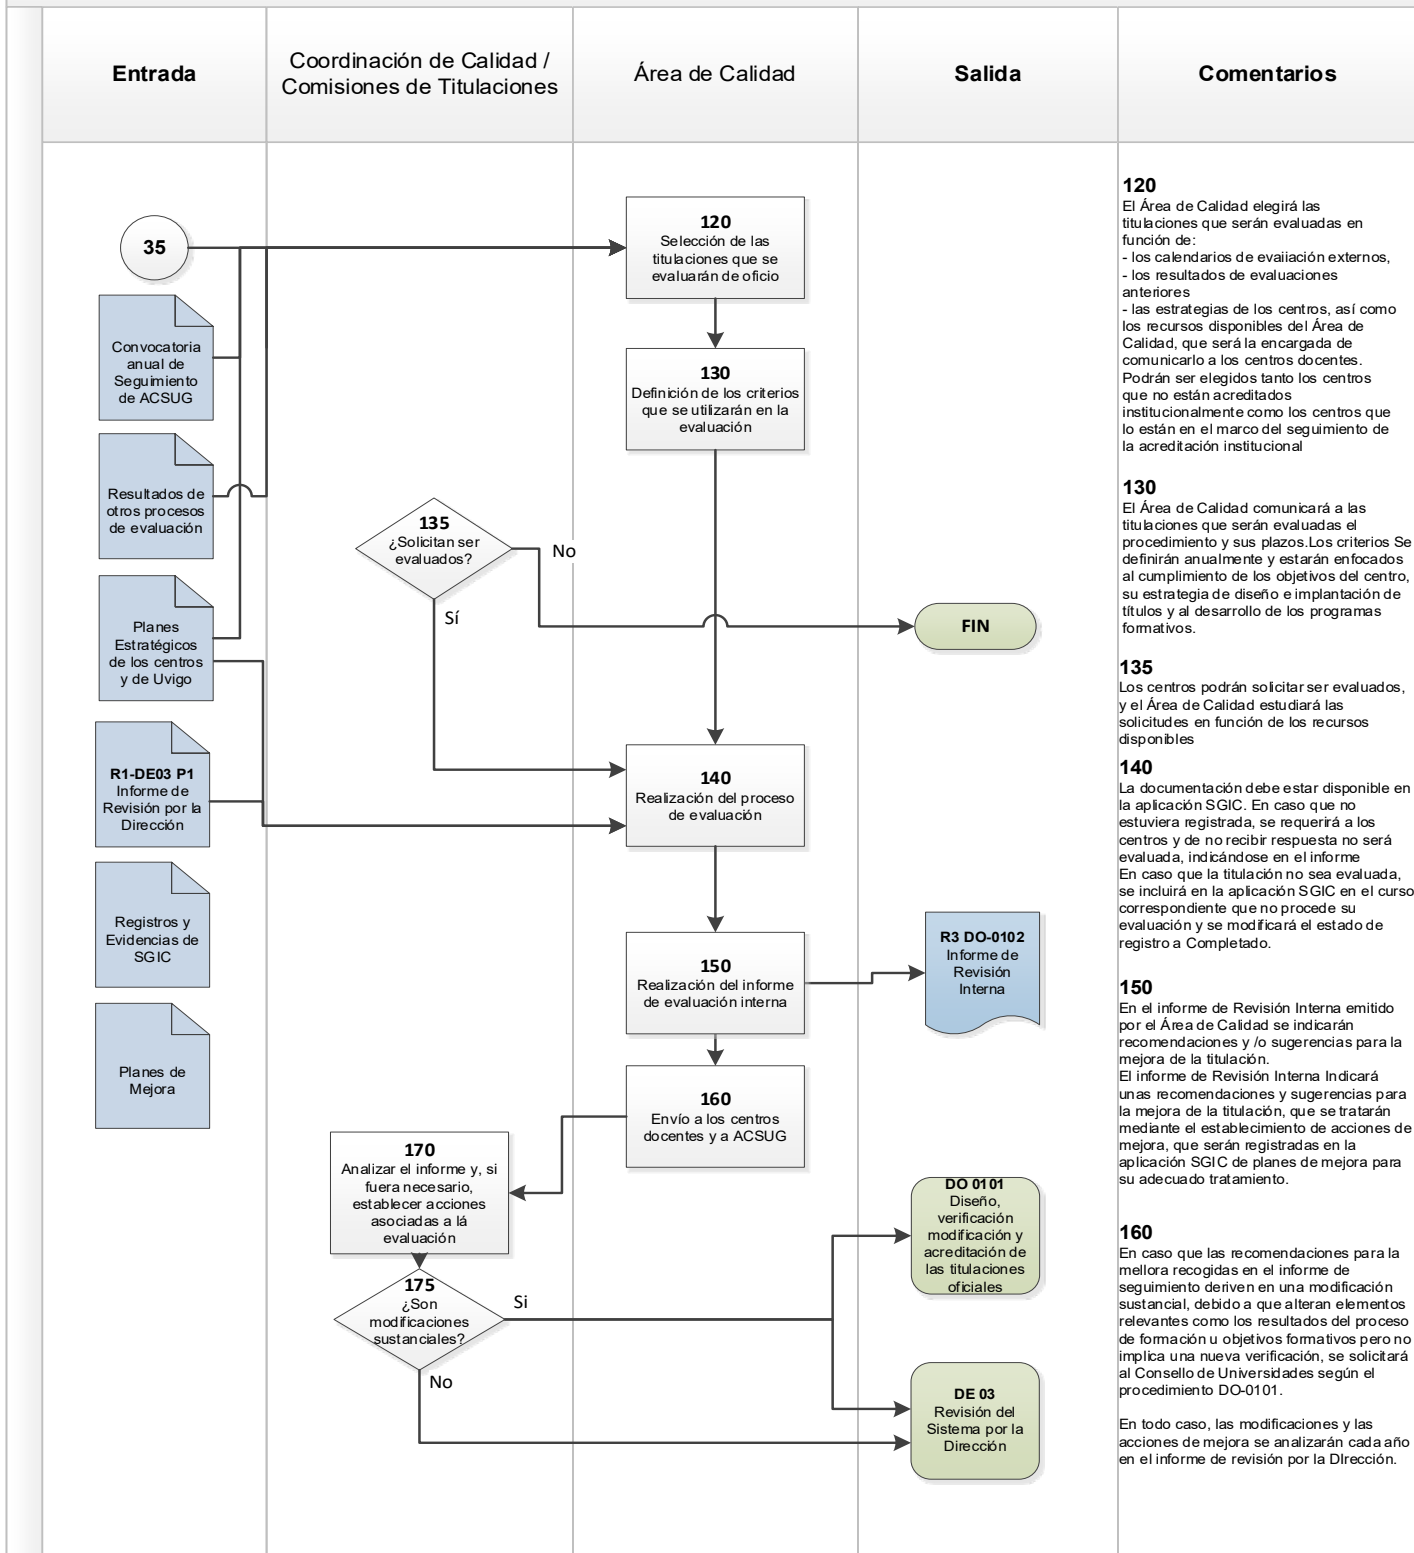 Entrada
Coordinación de Calidad /
Comisiones de Titulaciones
Área de Calidad
Salida
Comentarios
35
Convocatoria
anual de
Seguimiento
de ACSUG
Resultados de
otros procesos
de evaluación
Planes
Estratégicos
de los centros
y de Uvigo
R1-DE03 P1
Informe de
Revisión por la
Dirección
Registros y
Evidencias de
SGIC
Planes de
Mejora
120
Selección de las
titulaciones que se
evaluarán de oficio
130
Definición de los criterios
que se utilizarán en la
evaluación
135
¿Solicitan ser
evaluados?
No
Sí
FIN
140
Realización del proceso
de evaluación
150
Realización del informe
de evaluación interna
R3 DO-0102
Informe de
Revisión
Interna
160
Envío a los centros
docentes y a ACSUG
170
Analizar el informe y, si
fuera necesario,
establecer acciones
asociadas a lá
evaluación
175
¿Son
modificaciones
sustanciales?
Si
No
DO 0101
Diseño,
verificación
modificación y
acreditación de
las titulaciones
oficiales
DE 03
Revisión del
Sistema por la
Dirección
120
El Área de Calidad elegirá las
titulaciones que serán evaluadas en
función de:
- los calendarios de evaiiación externos,
- los resultados de evaluaciones
anteriores
- las estrategias de los centros, así como
los recursos disponibles del Área de
Calidad, que será la encargada de
comunicarlo a los centros docentes.
Podrán ser elegidos tanto los centros
que no están acreditados
institucionalmente como los centros que
lo están en el marco del seguimiento de
la acreditación institucional
130
El Área de Calidad comunicará a las
titulaciones que serán evaluadas el
procedimiento y sus plazos.Los criterios Se
definirán anualmente y estarán enfocados
al cumplimiento de los objetivos del centro,
su estrategia de diseño e implantación de
títulos y al desarrollo de los programas
formativos.
135
Los centros podrán solicitar ser evaluados,
y el Área de Calidad estudiará las
solicitudes en función de los recursos
disponibles
140
La documentación debe estar disponible en
la aplicación SGIC. En caso que no
estuviera registrada, se requerirá a los
centros y de no recibir respuesta no será
evaluada, indicándose en el informe
En caso que la titulación no sea evaluada,
se incluirá en la aplicación SGIC en el curso
correspondiente que no procede su
evaluación y se modificará el estado de
registro a Completado.
150
En el informe de Revisión Interna emitido
por el Área de Calidad se indicarán
recomendaciones y /o sugerencias para la
mejora de la titulación.
El informe de Revisión Interna Indicará
unas recomendaciones y sugerencias para
la mejora de la titulación, que se tratarán
mediante el establecimiento de acciones de
mejora, que serán registradas en la
aplicación SGIC de planes de mejora para
su adecuado tratamiento.
160
En caso que las recomendaciones para la
mellora recogidas en el informe de
seguimiento deriven en una modificación
sustancial, debido a que alteran elementos
relevantes como los resultados del proceso
de formación u objetivos formativos pero no
implica una nueva verificación, se solicitará
al Consello de Universidades según el
procedimiento DO-0101.
En todo caso, las modificaciones y las
acciones de mejora se analizarán cada año
en el informe de revisión por la DIrección.